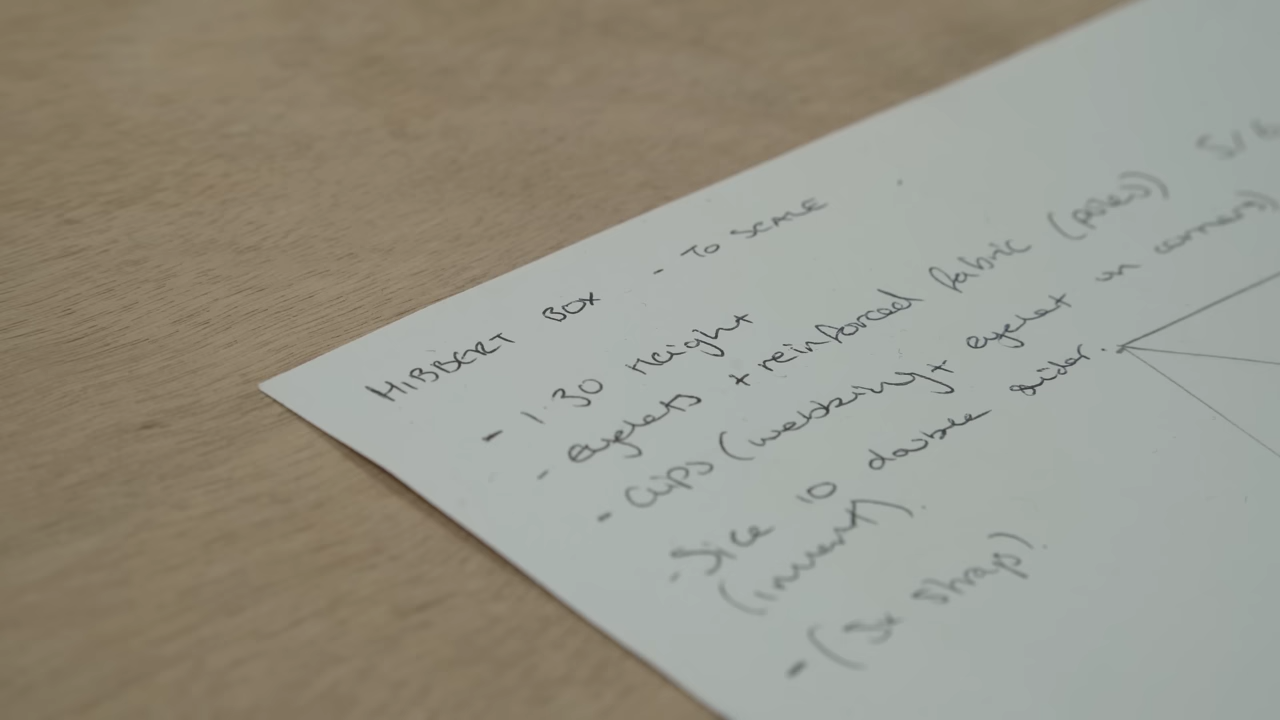 HIBBERT BOX - TO SCALE
- 1.30 Height
- eyelets + reinforced fabric (poles)
- Clips (webbing + eyelet on corners)
- Size 10 double slider.
(invert).
- (3x strap).